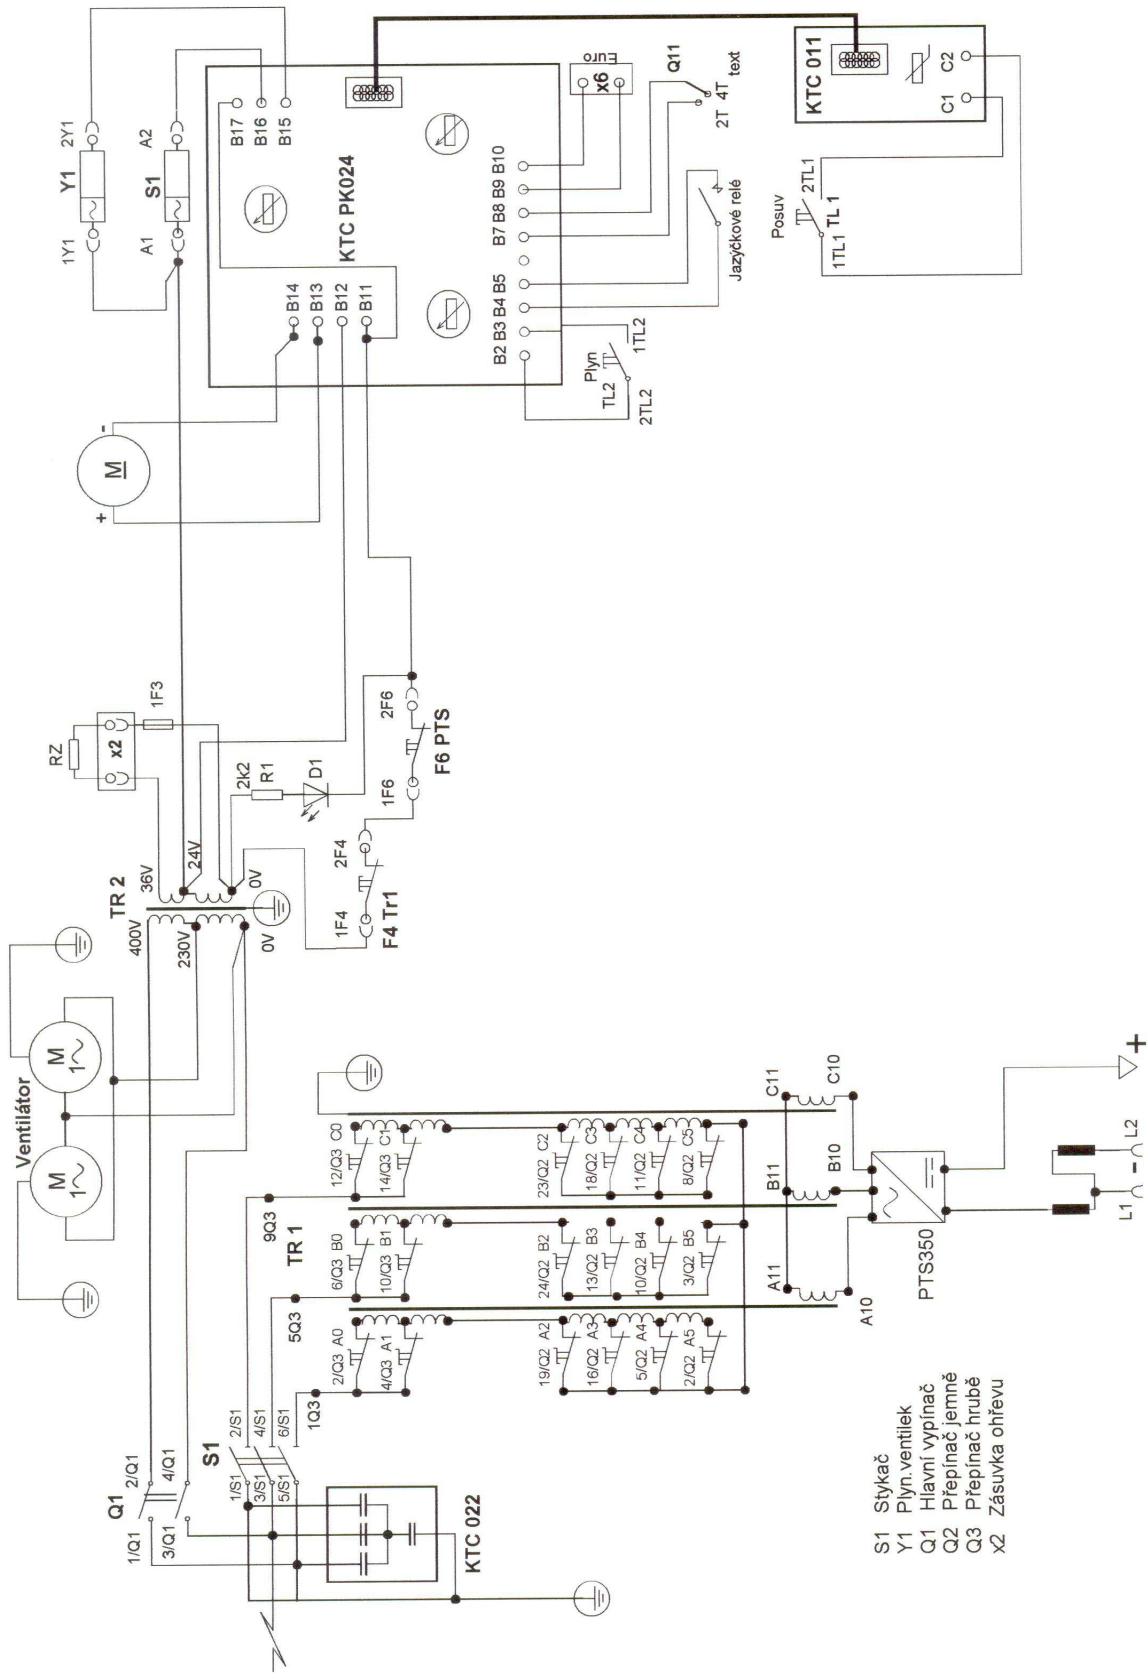 Ventilátor
M
1
M
1
Q1
1/Q1
2/Q1
3/Q1
4/Q1
S1
1/S1
2/S1
3/S1
4/S1
5/S1
6/S1
KTC 022
TR 2
400V
230V
0V
36V
24V
0V
RZ
x2
1F3
2k2
R1
D1
1F4
2F4
F4 Tr1
1F6
2F6
F6 PTS
M
+
-
1Y1
Y1
2Y1
A1
S1
A2
KTC PK024
B14
B13
B12
B11
B17
B16
B15
B2
B3
B4
B5
B7
B8
B9
B10
Plyn
TL2
1TL2
2TL2
Jazýčkové relé
Q11
2T
4T
text
x6
Euro
KTC 011
C1
C2
Posuv
1TL1
TL 1
2TL1
1Q3
5Q3
9Q3
TR 1
2/Q3
A0
4/Q3
A1
6/Q3
B0
10/Q3
B1
12/Q3
C0
14/Q3
C1
19/Q2
A2
16/Q2
A3
5/Q2
A4
2/Q2
A5
24/Q2
B2
13/Q2
B3
10/Q2
B4
3/Q2
B5
23/Q2
C2
18/Q2
C3
11/Q2
C4
8/Q2
C5
A11
A10
B11
B10
C11
C10
PTS350
L1
-
L2
+
S1 Stykač
Y1 Plyn.ventilek
Q1 Hlavní vypínač
Q2 Přepínač jemně
Q3 Přepínač hrubě
x2 Zásuvka ohřevu